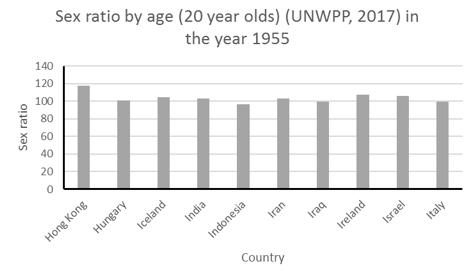 Sex ratio by age (20 year olds) (UNWPP, 2017) in
the year 1955
140
120
100
80
60
40
20
0
Sex ratio
Hong Kong
Hungary
Iceland
India
Indonesia
Iran
Iraq
Ireland
Israel
Italy
Country